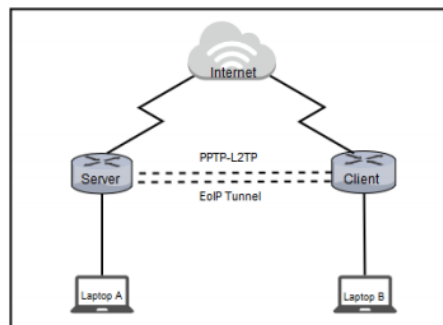 Internet
PPTP-L2TP
Server
Client
EoIP Tunnel
Laptop A
Laptop B